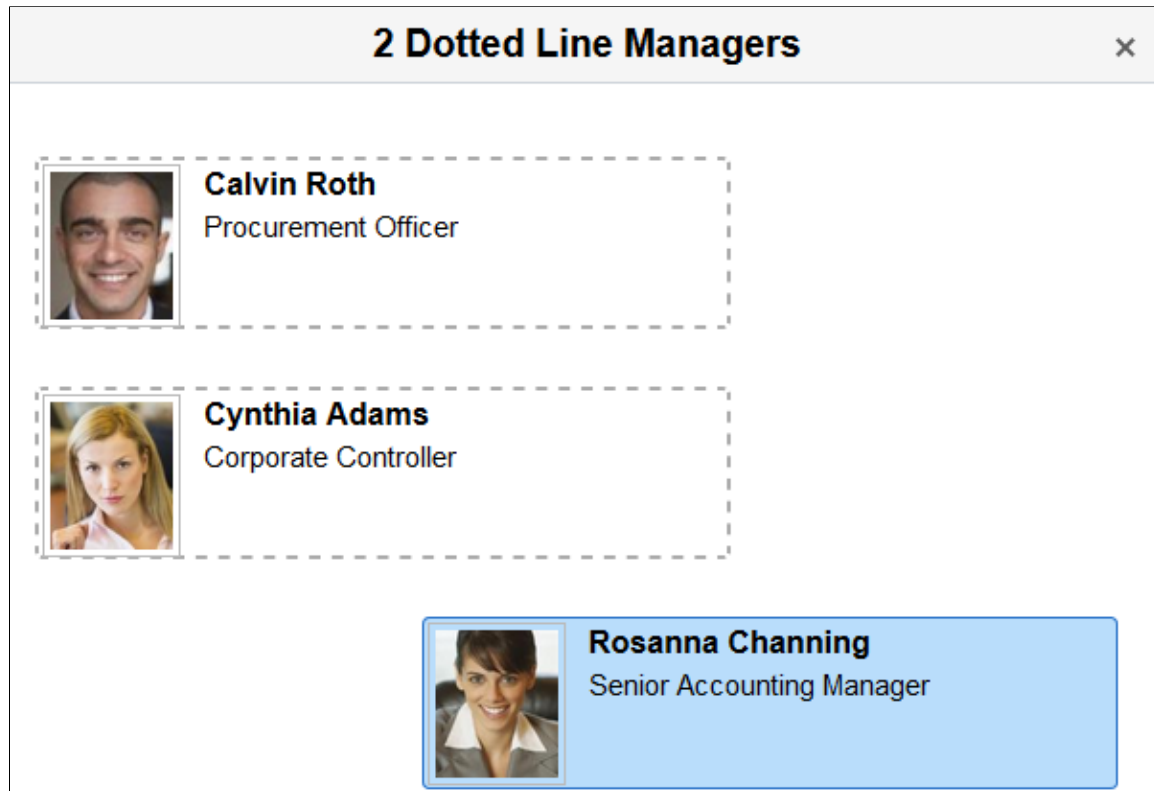 2 Dotted Line Managers
×
Calvin Roth
Procurement Officer
Cynthia Adams
Corporate Controller
Rosanna Channing
Senior Accounting Manager